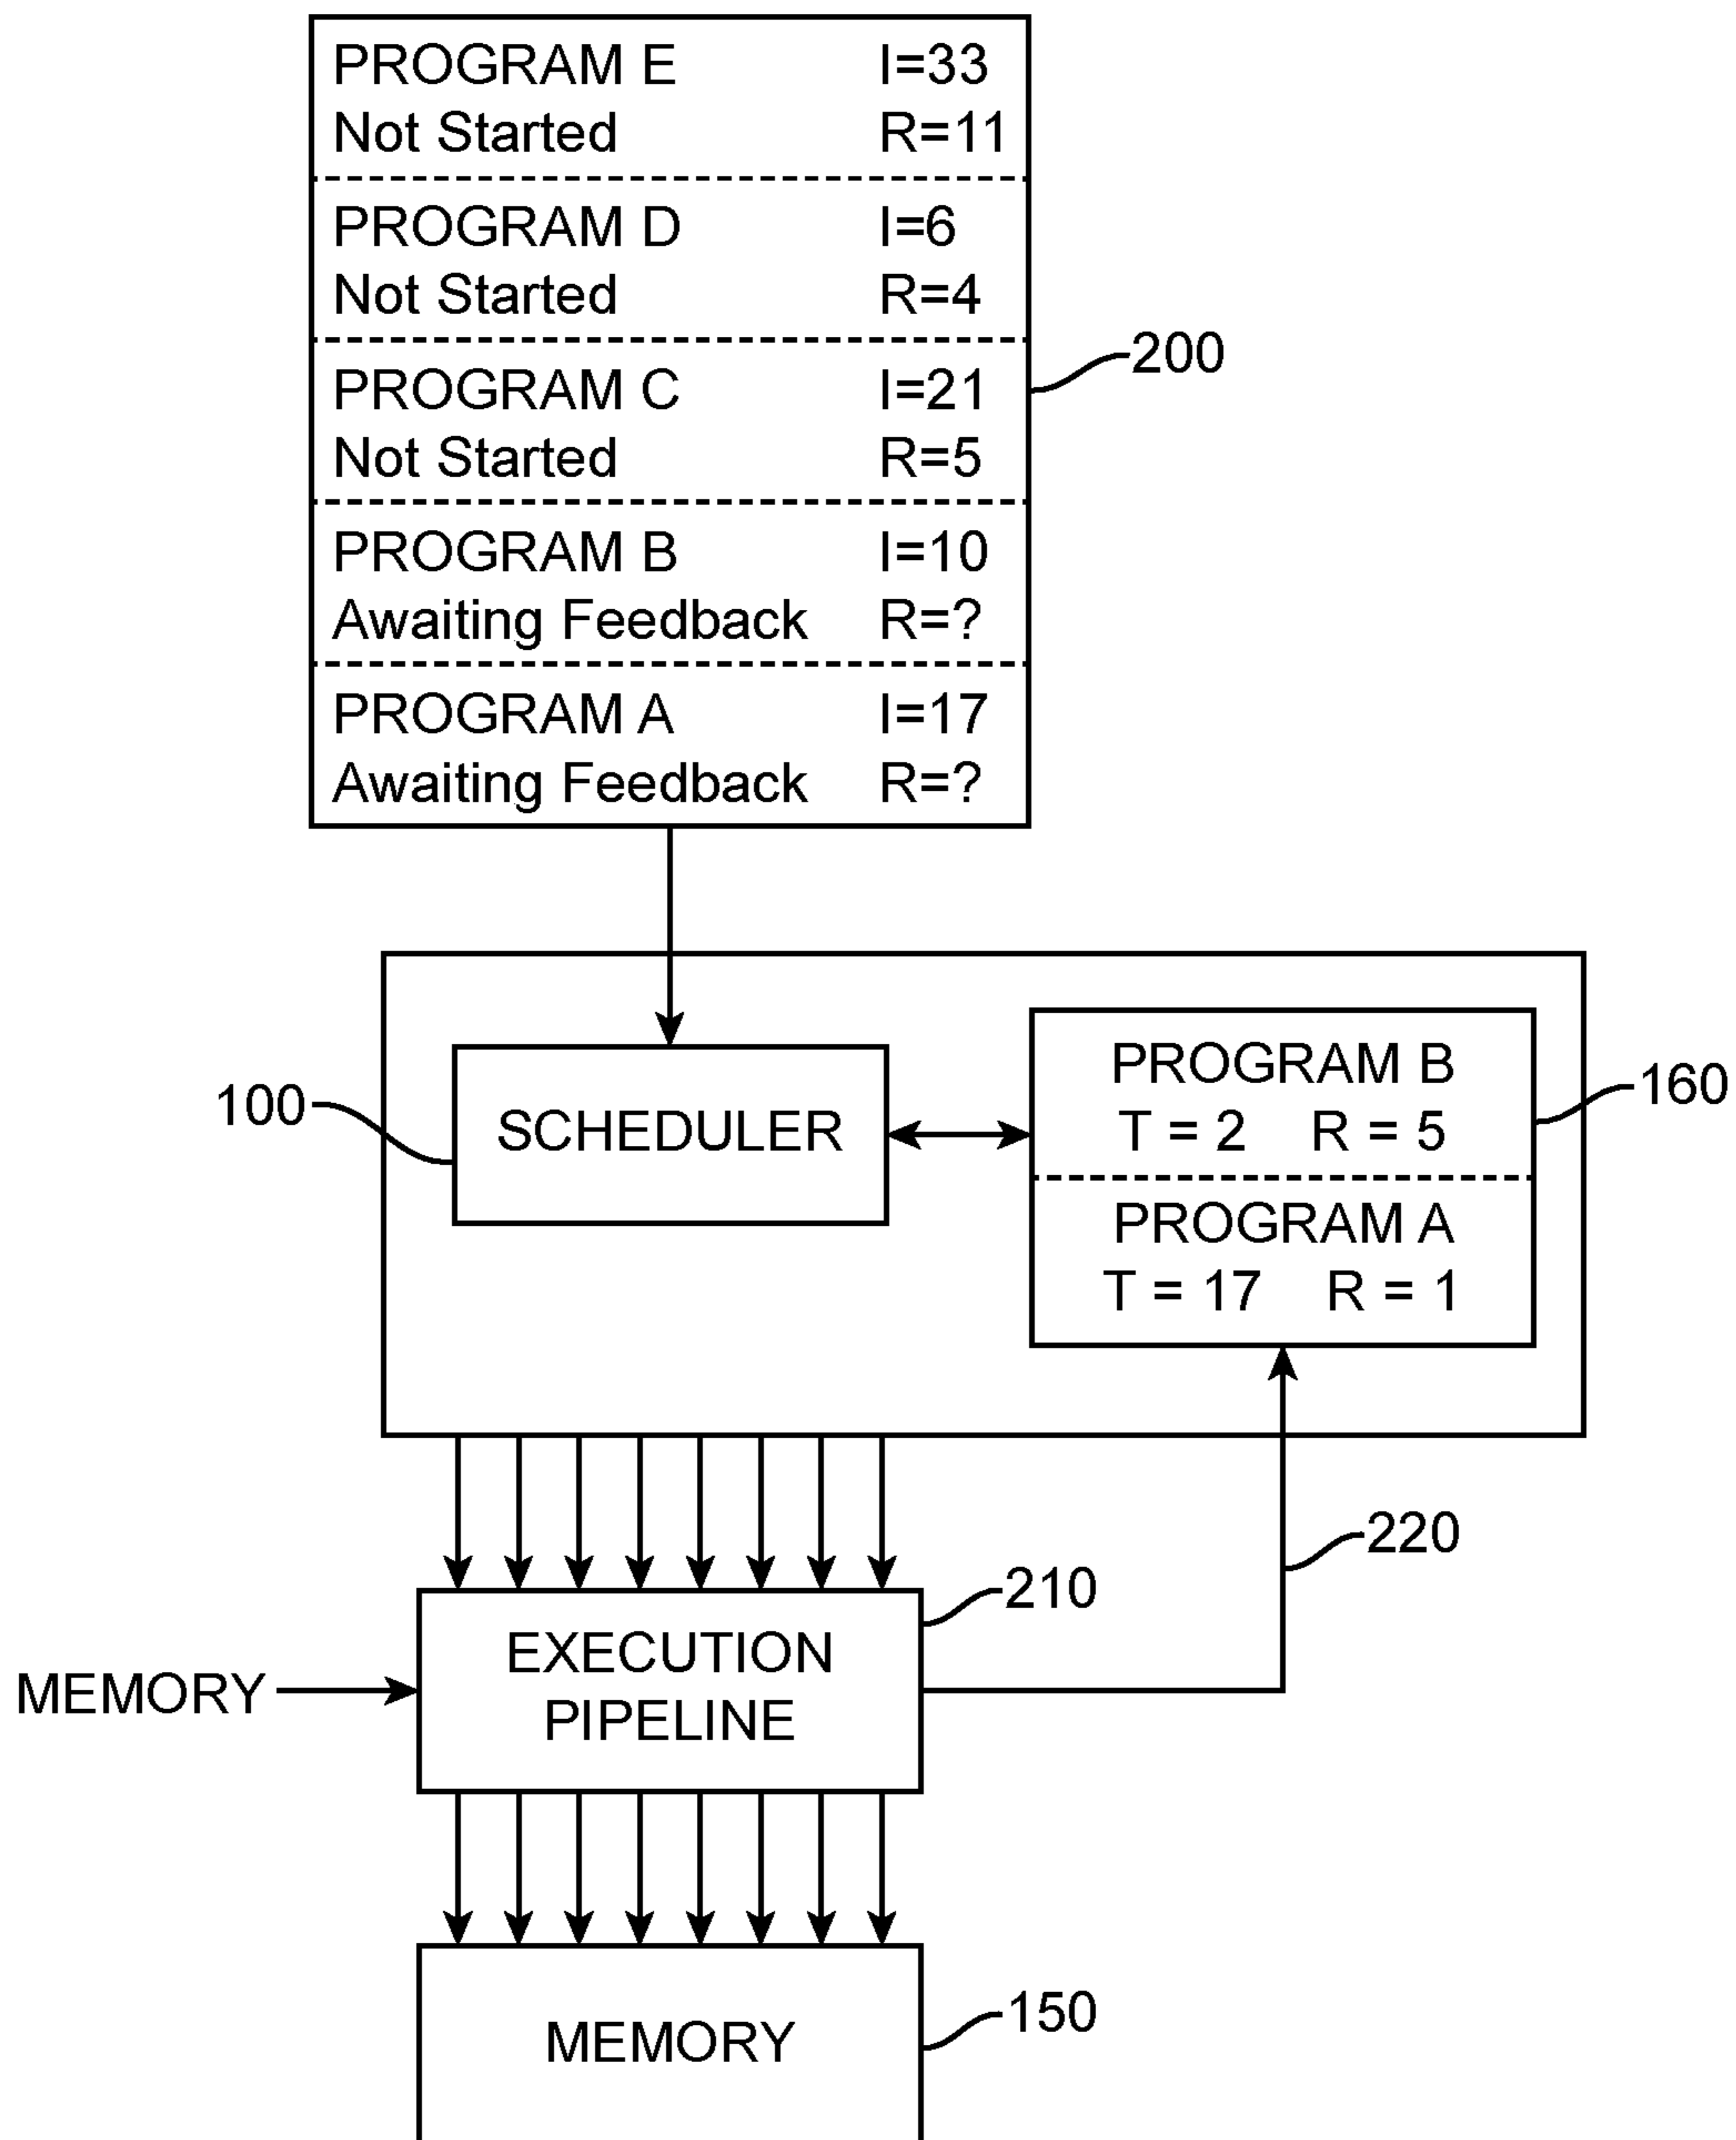 PROGRAM E I=33
Not Started R=11
PROGRAM D I=6
Not Started R=4
200
PROGRAM C I=21
Not Started R=5
PROGRAM B I=10
Awaiting Feedback R=?
PROGRAM A I=17
Awaiting Feedback R=?
100
SCHEDULER
PROGRAM B
T = 2 R = 5
160
PROGRAM A
T = 17 R = 1
220
210
EXECUTION
PIPELINE
MEMORY
150
MEMORY